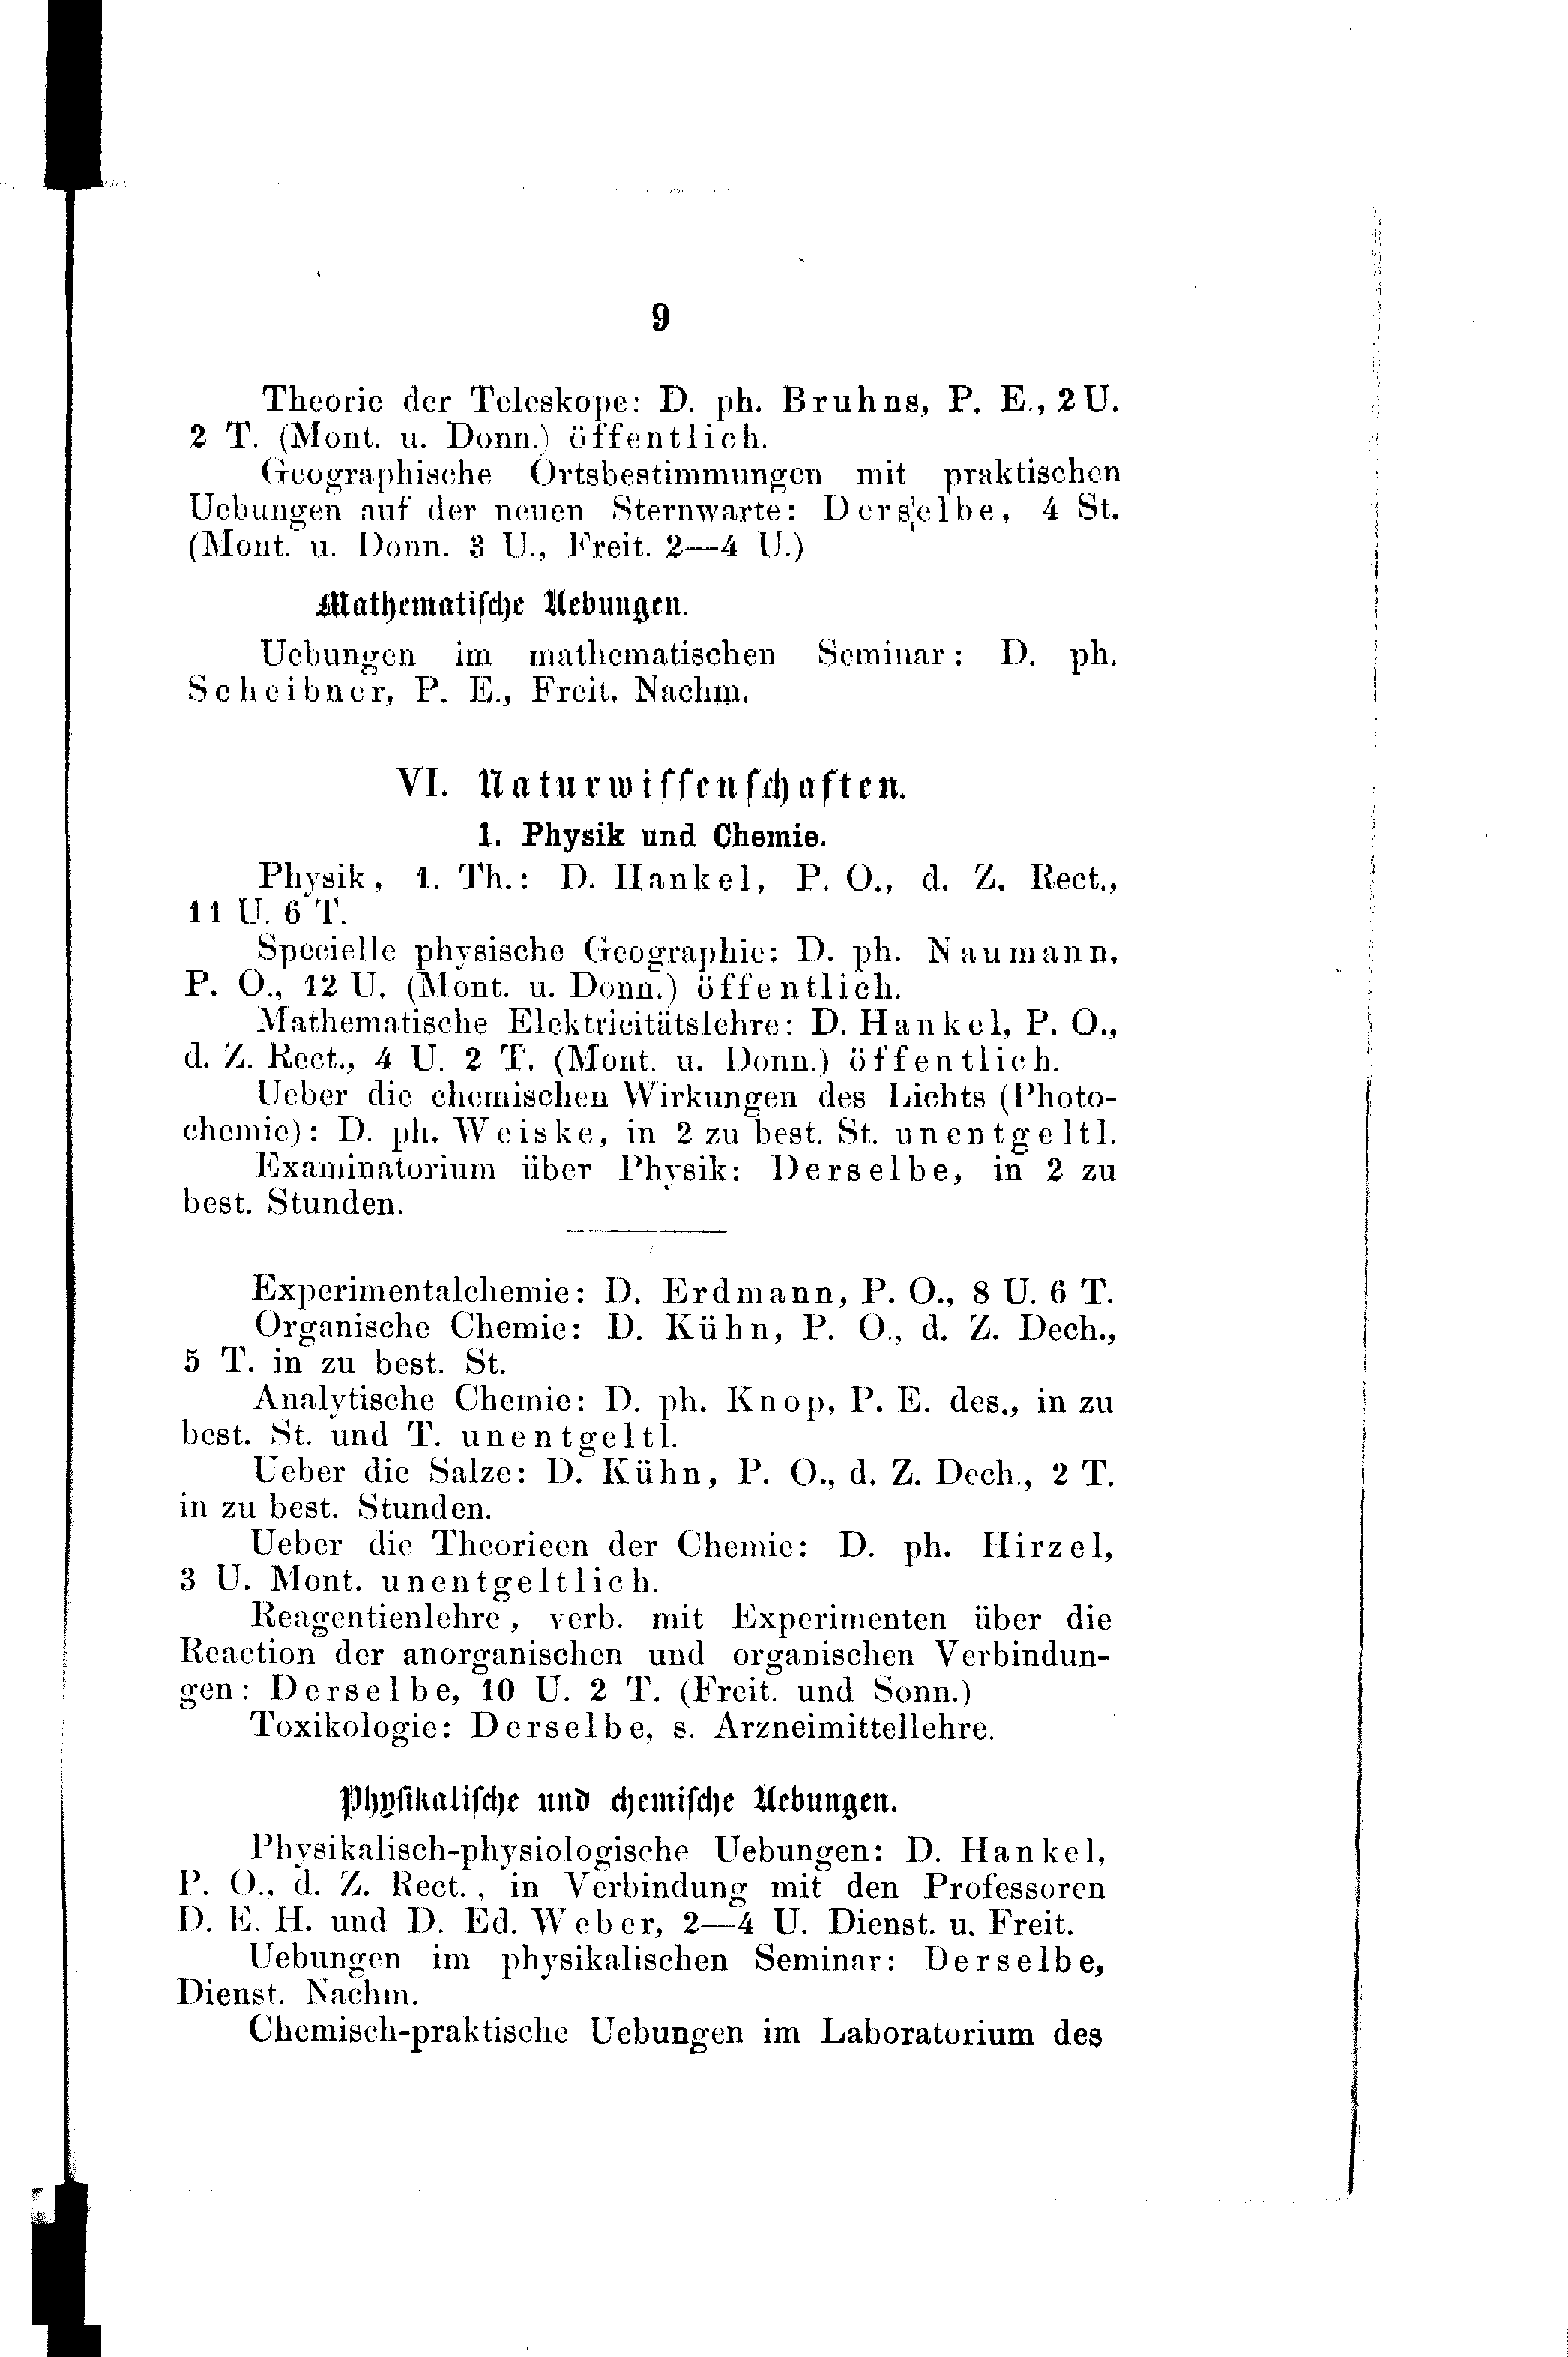 9
Theorie der Teleskope: D. ph. Bruhns, P. E., 2 U.
2 T. (Mont. u. Donn.) öffentlich.
Geographische Ortsbestimmungen mit praktischen
Uebungen auf der neuen Sternwarte: Derselbe, 4 St.
(Mont. u. Donn. 3 U., Freit. 2—4 U.)
Mathematische Uebungen.
Uebungen im mathematischen Seminar: D. ph.
Scheibner, P. E., Freit. Nachm.
VI. Naturwissenschaften.
1. Physik und Chemie.
Physik, 1. Th.: D. Hankel, P. O., d. Z. Rect.,
11 U. 6 T.
Specielle physische Geographie: D. ph. Naumann,
P. O., 12 U. (Mont. u. Donn.) öffentlich.
Mathematische Elektricitätslehre: D. Hankel, P. O.,
d. Z. Rect., 4 U. 2 T. (Mont. u. Donn.) öffentlich.
Ueber die chemischen Wirkungen des Lichts (Photo-
chemie): D. ph. Weiske, in 2 zu best. St. unentgeltl.
Examinatorium über Physik: Derselbe, in 2 zu
best. Stunden.
Experimentalchemie: D. Erdmann, P. O., 8 U. 6 T.
Organische Chemie: D. Kühn, P. O., d. Z. Dech.,
5 T. in zu best. St.
Analytische Chemie: D. ph. Knop, P. E. des., in zu
best. St. und T. unentgeltl.
Ueber die Salze: D. Kühn, P. O., d. Z. Dech., 2 T.
in zu best. Stunden.
Ueber die Theorieen der Chemie: D. ph. Hirzel,
3 U. Mont. unentgeltlich.
Reagentienlehre, verb. mit Experimenten über die
Reaction der anorganischen und organischen Verbindun-
gen: Derselbe, 10 U. 2 T. (Freit. und Sonn.)
Toxikologie: Derselbe, s. Arzneimittellehre.
Physikalische und chemische Uebungen.
Physikalisch-physiologische Uebungen: D. Hankel,
P. O., d. Z. Rect., in Verbindung mit den Professoren
D. E. H. und D. Ed. Weber, 2—4 U. Dienst. u. Freit.
Uebungen im physikalischen Seminar: Derselbe,
Dienst. Nachm.
Chemisch-praktische Uebungen im Laboratorium des